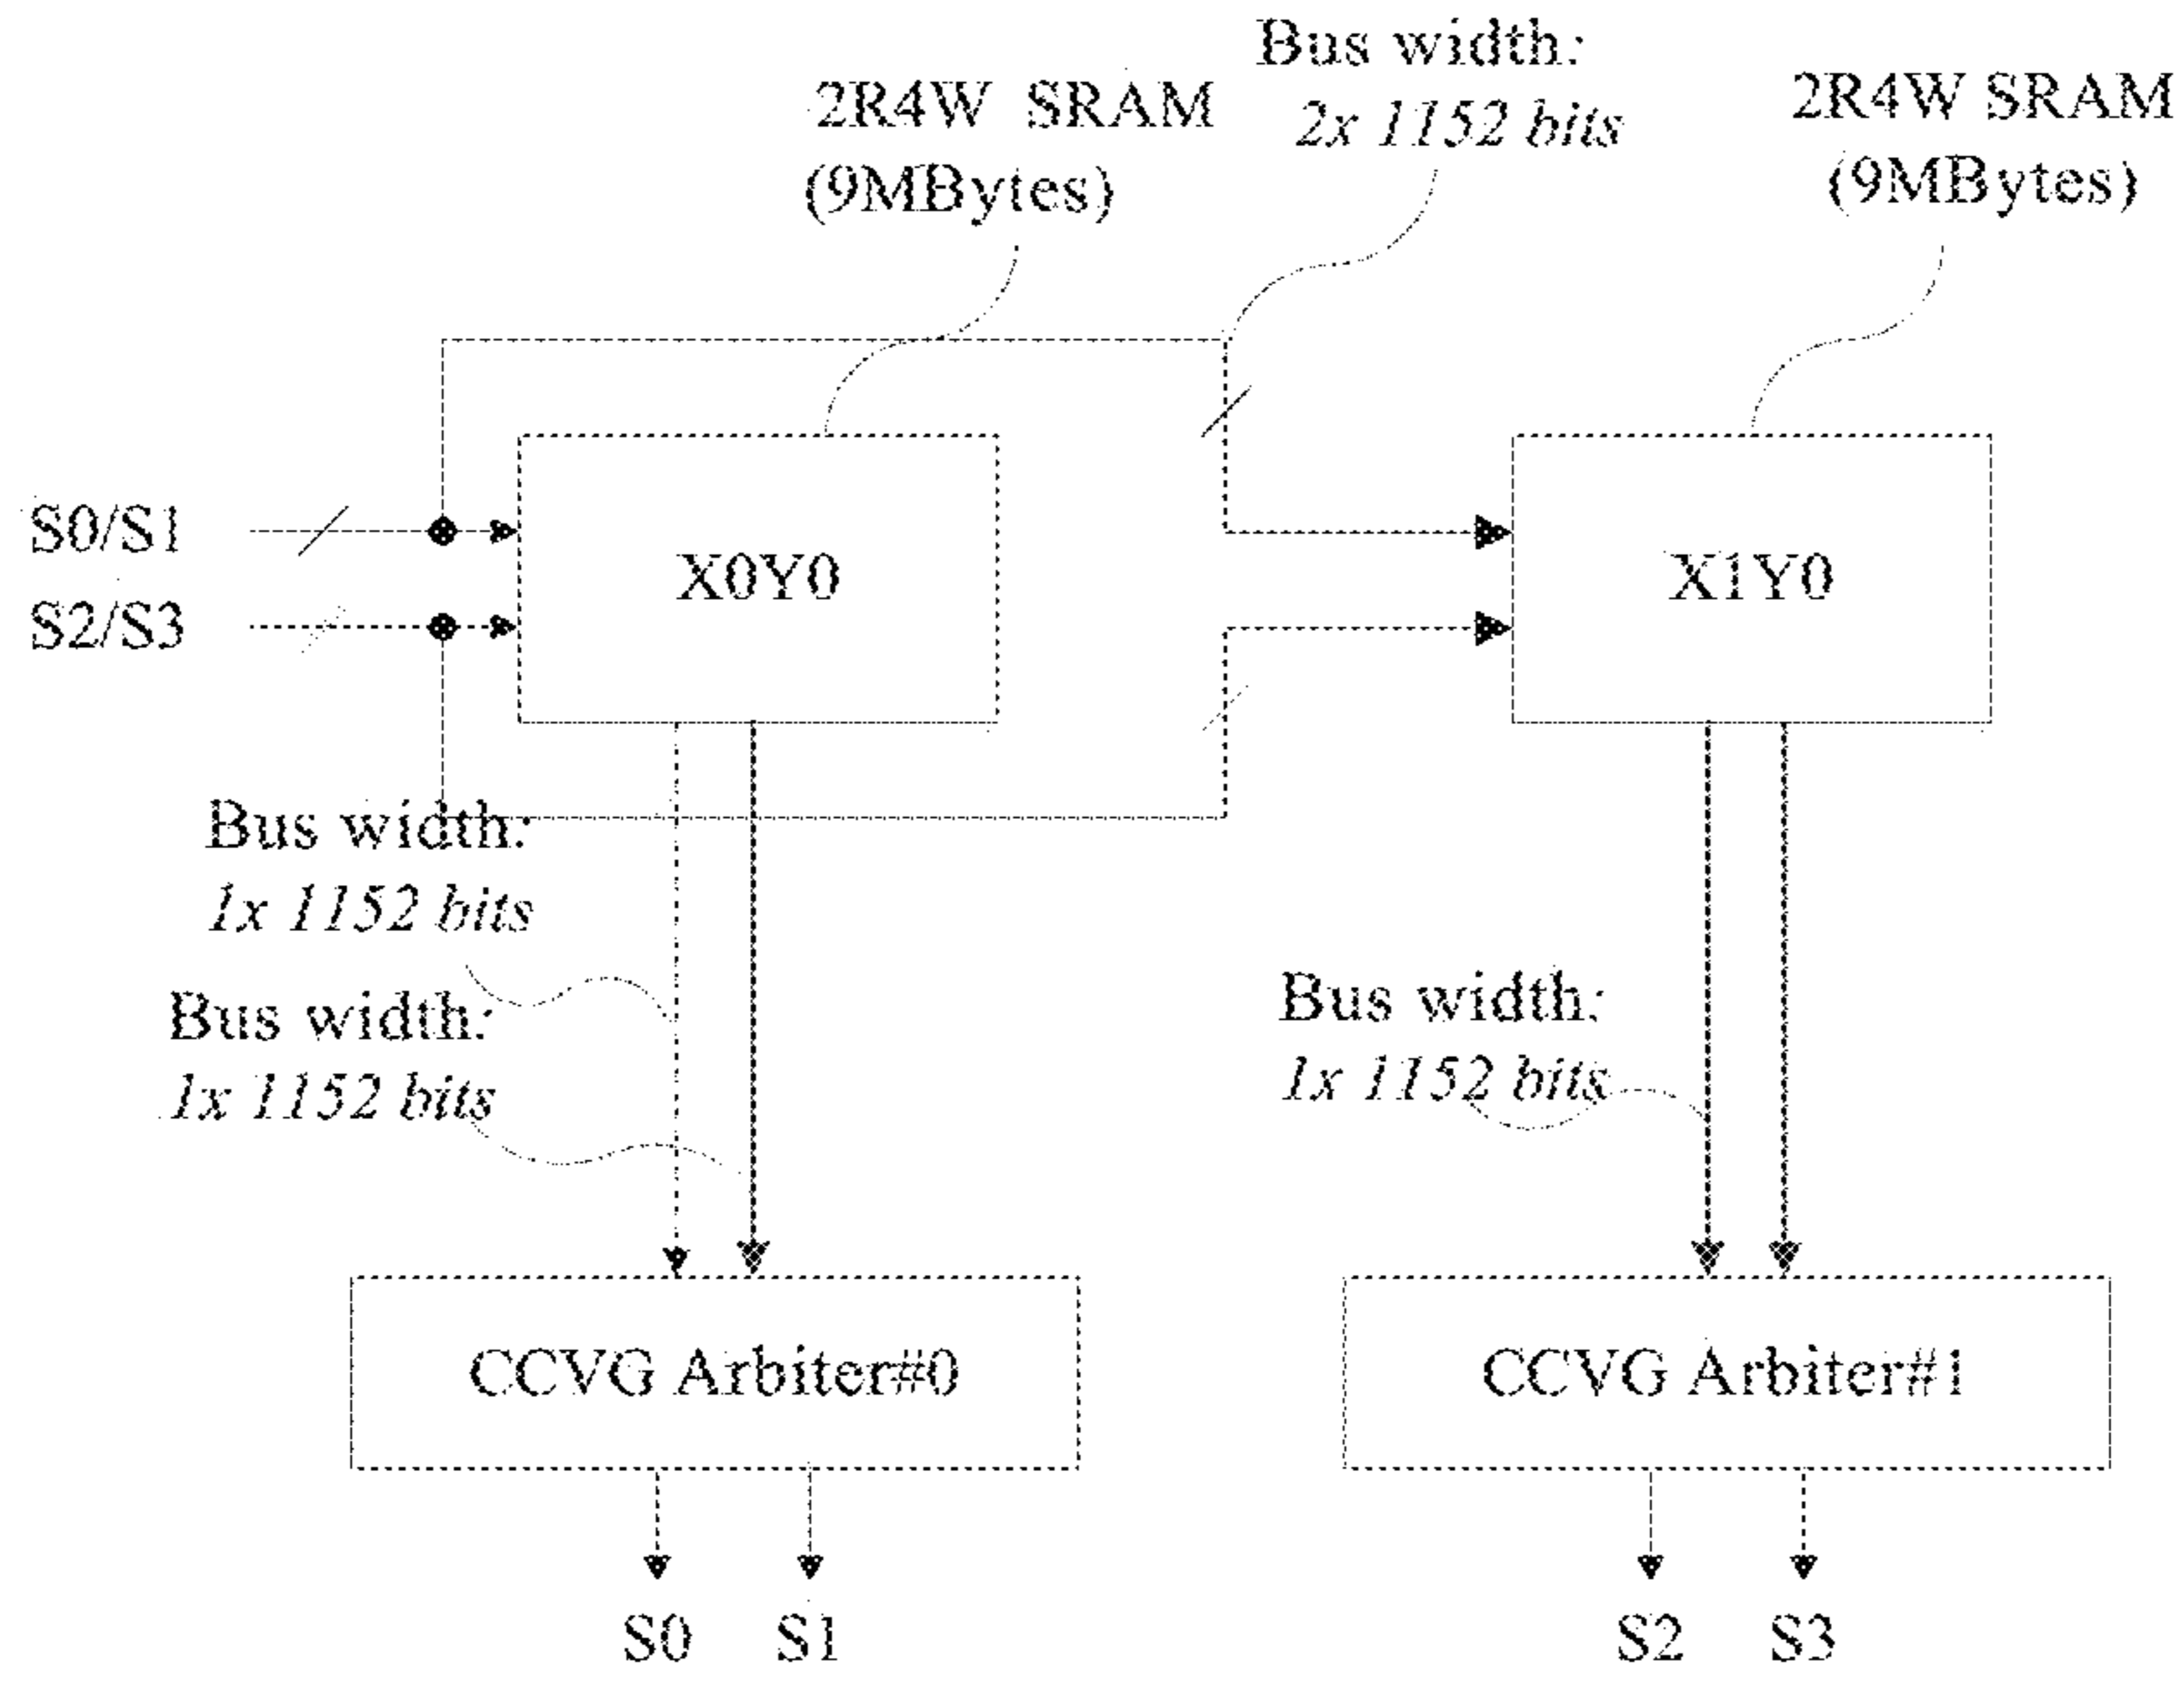 Bus width:
2x 1152 bits
2R4W SRAM
(9MBytes)
2R4W SRAM
(9MBytes)
S0/S1
S2/S3
X0Y0
X1Y0
Bus width:
1x 1152 bits
Bus width:
1x 1152 bits
Bus width:
1x 1152 bits
CCVG Arbiter#0
CCVG Arbiter#1
S0
S1
S2
S3